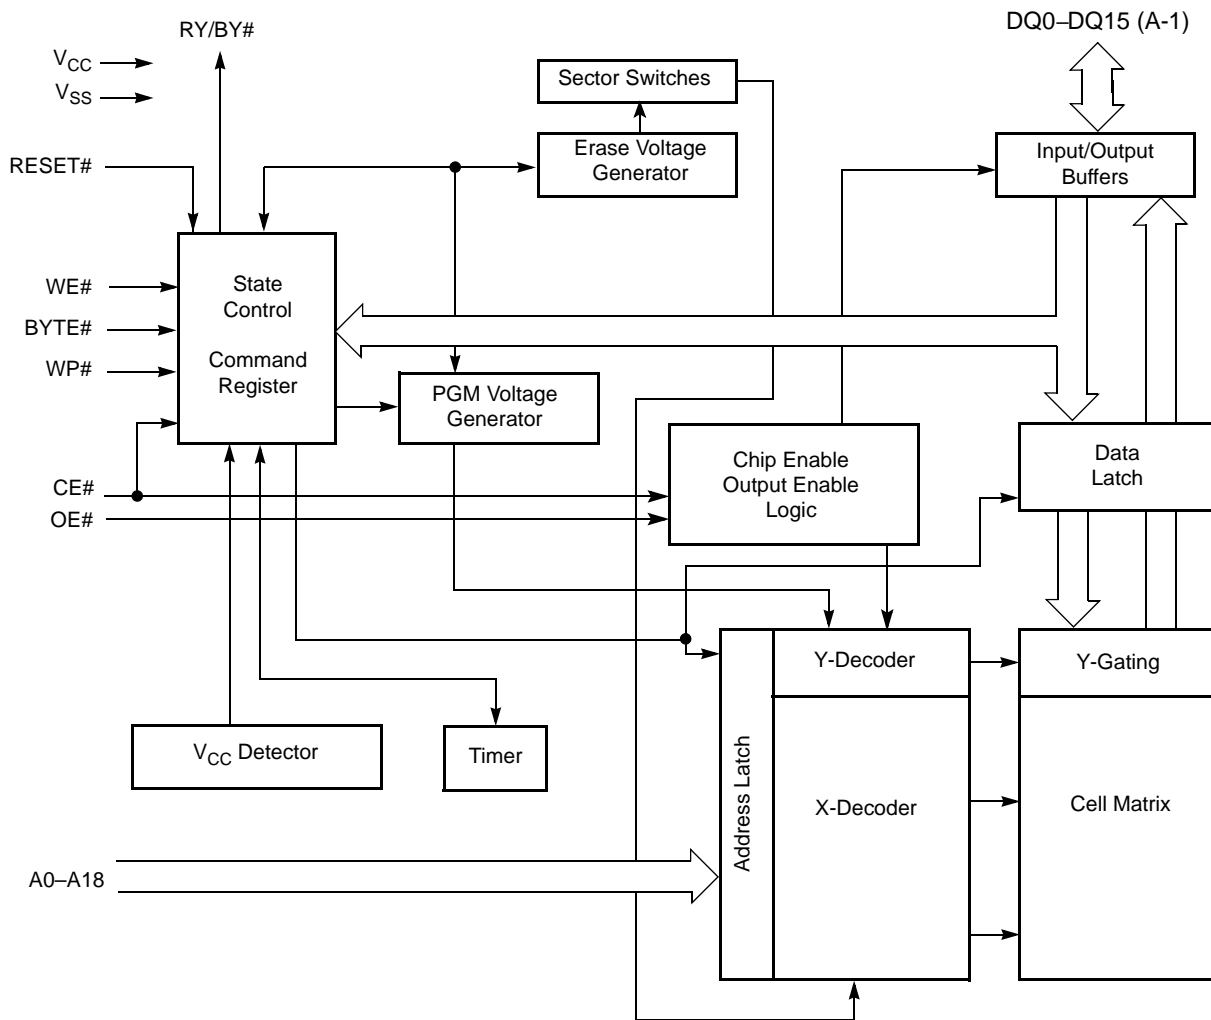 RY/BY#
DQ0–DQ15 (A-1)
VCC
VSS
Sector Switches
RESET#
Erase Voltage
Generator
Input/Output
Buffers
WE#
BYTE#
WP#
State
Control
Command
Register
PGM Voltage
Generator
CE#
OE#
Chip Enable
Output Enable
Logic
Data
Latch
Y-Decoder
Y-Gating
VCC Detector
Timer
Address Latch
X-Decoder
Cell Matrix
A0–A18